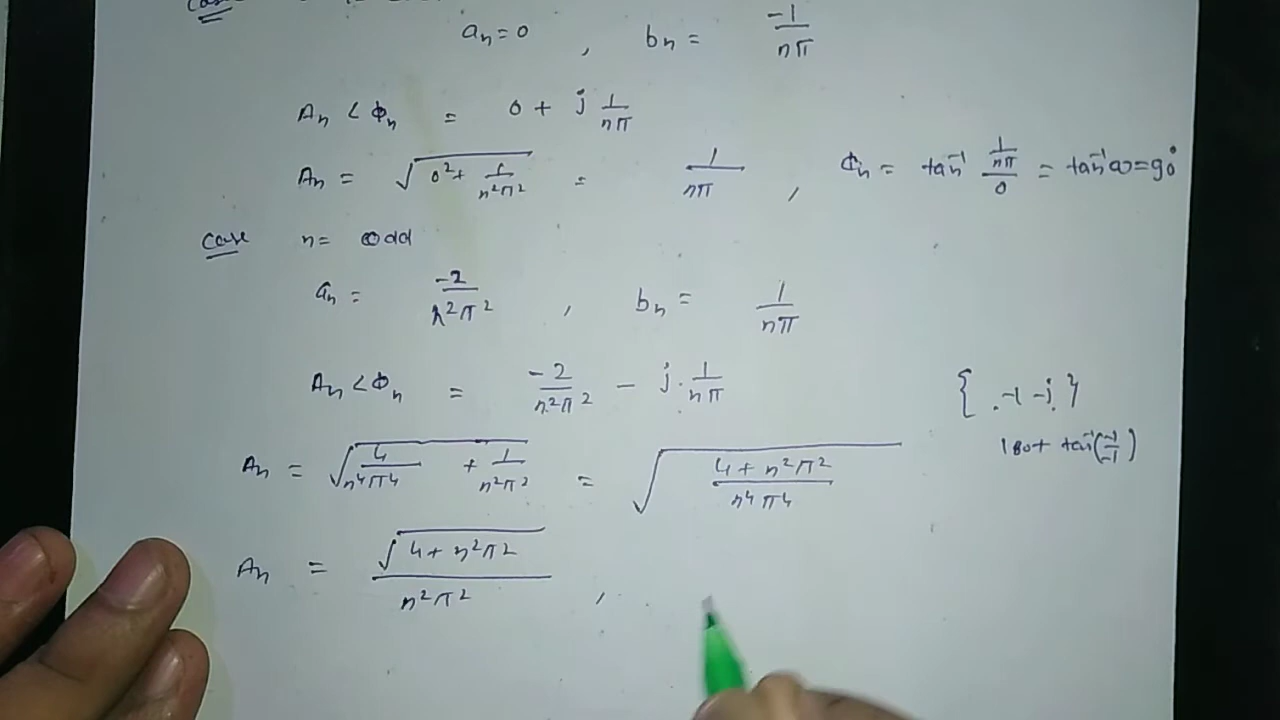 Case
aₙ = 0 , bₙ = -1/nπ
Aₙ < Φₙ = 0 + j 1/nπ
Aₙ = √(0² + 1/n²π²) = 1/nπ , Φₙ = tan⁻¹ (1/nπ)/0 = tan⁻¹ ∞ = 90°
Case n = odd
aₙ = -2/n²π² , bₙ = 1/nπ
Aₙ < Φₙ = -2/n²π² - j · 1/nπ { -1 - j }
180 + tan⁻¹(-1/-1)
Aₙ = √(4/n⁴π⁴ + 1/n²π²) = √((4 + n²π²)/n⁴π⁴)
Aₙ = √(4 + n²π²)/n²π² ,